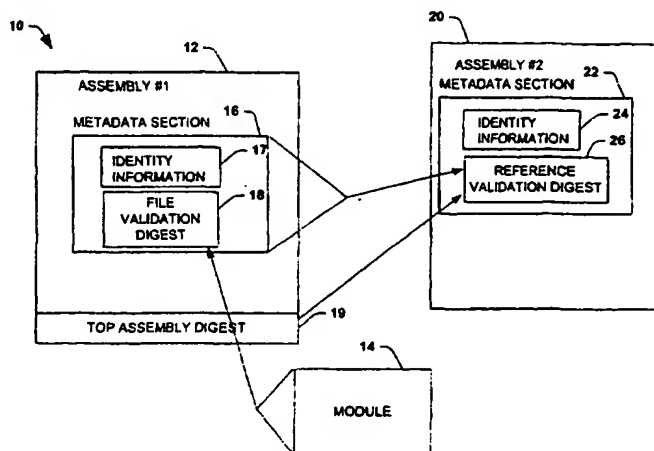 10
12
ASSEMBLY #1
METADATA SECTION
16
IDENTITY
INFORMATION
17
FILE
VALIDATION
DIGEST
18
TOP ASSEMBLY DIGEST
19
14
MODULE
20
ASSEMBLY #2
METADATA SECTION
22
IDENTITY
INFORMATION
24
26
REFERENCE
VALIDATION DIGEST